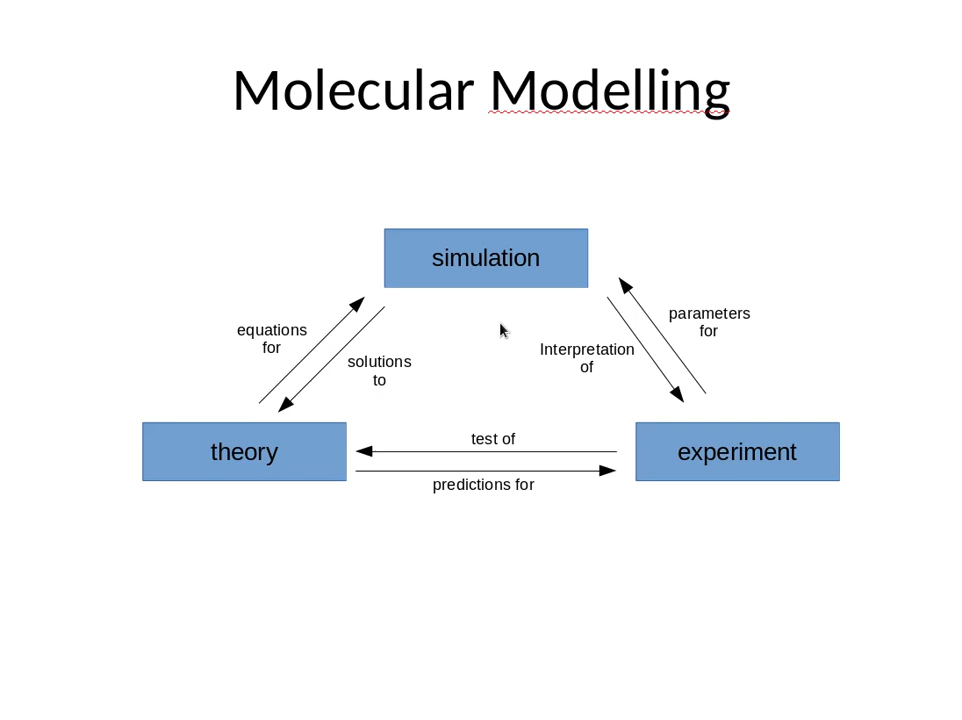 Molecular Modelling
simulation
equations
for
solutions
to
parameters
for
Interpretation
of
theory
test of
predictions for
experiment